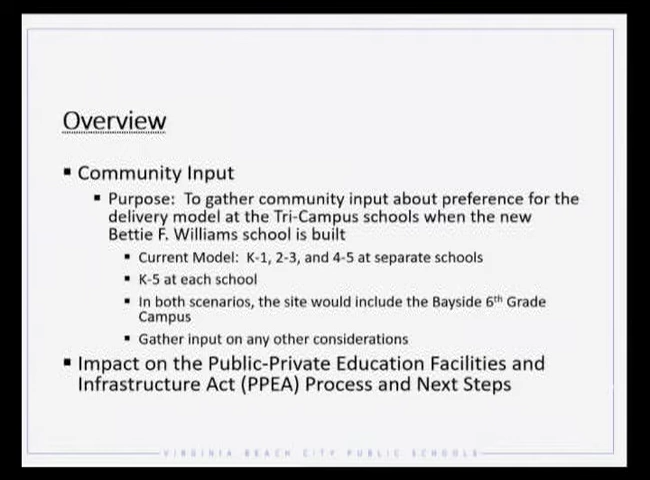 Overview
▪ Community Input
▪ Purpose: To gather community input about preference for the
delivery model at the Tri-Campus schools when the new
Bettie F. Williams school is built
▪ Current Model: K-1, 2-3, and 4-5 at separate schools
▪ K-5 at each school
▪ In both scenarios, the site would include the Bayside 6th Grade
Campus
▪ Gather input on any other considerations
▪ Impact on the Public-Private Education Facilities and
Infrastructure Act (PPEA) Process and Next Steps
VIRGINIA BEACH CITY PUBLIC SCHOOLS